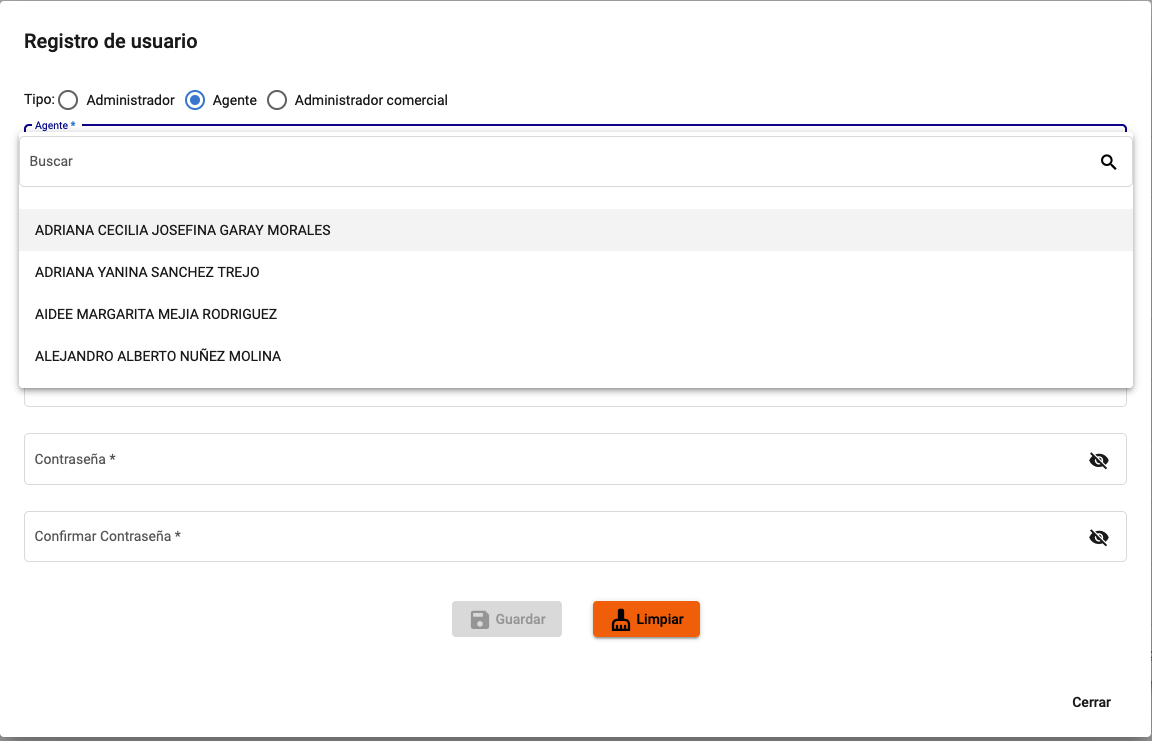 Registro de usuario
Tipo: Administrador Agente Administrador comercial
Agente *
Buscar
ADRIANA CECILIA JOSEFINA GARAY MORALES
ADRIANA YANINA SANCHEZ TREJO
AIDEE MARGARITA MEJIA RODRIGUEZ
ALEJANDRO ALBERTO NUÑEZ MOLINA
Contraseña *
Confirmar Contraseña *
Guardar Limpiar
Cerrar